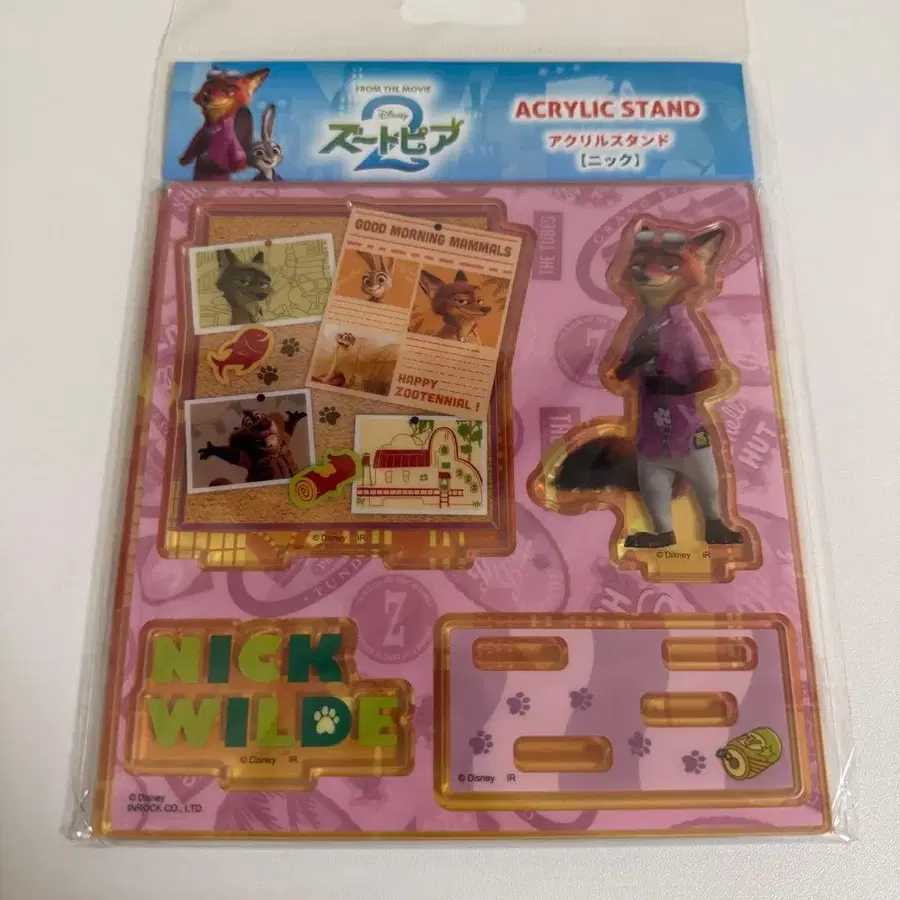 FROM THE MOVIE
Disney
ズートピア
2
ACRYLIC STAND
アクリルスタンド
【ニック】
GOOD MORNING MAMMALS
HAPPY
ZOOTENNIAL !
© Disney IR
THE TUBES
HUT
TUND
Z
© Disney IR
NICK
WILDE
© Disney IR
© Disney IR
© Disney
INROCK CO., LTD.